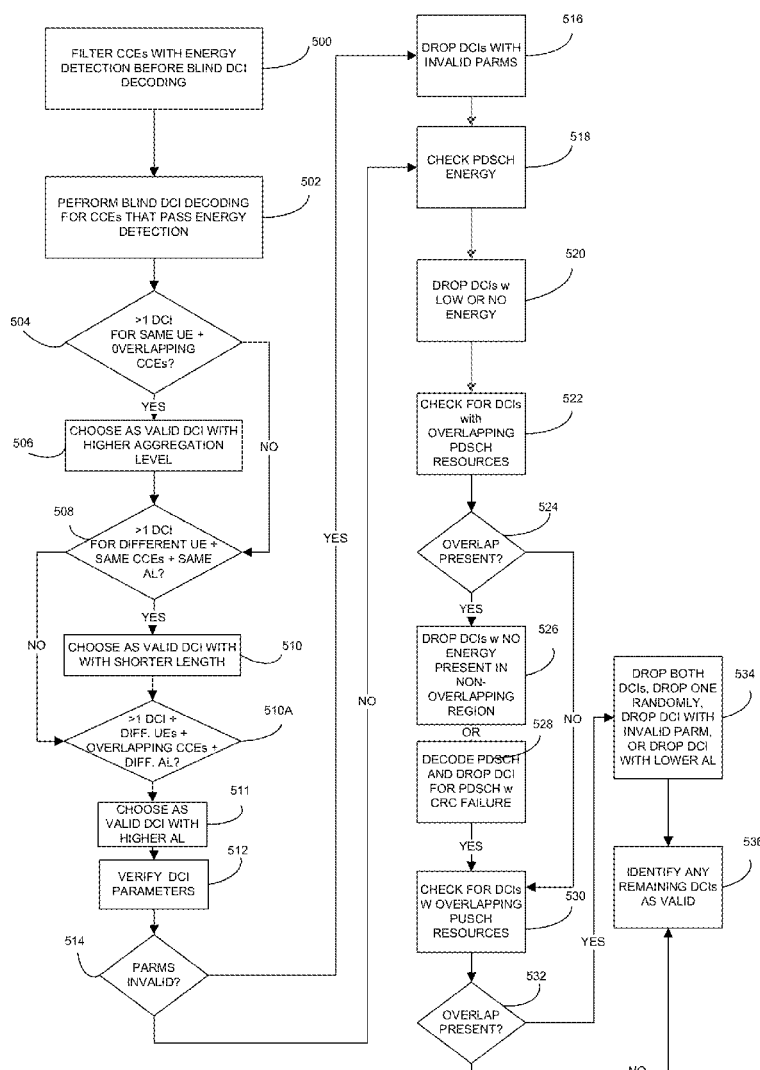 500
FILTER CCEs WITH ENERGY
DETECTION BEFORE BLIND DCI
DECODING
502
PEFRORM BLIND DCI DECODING
FOR CCEs THAT PASS ENERGY
DETECTION
504
>1 DCI
FOR SAME UE +
0VERLAPPING
CCEs?
YES
NO
506
CHOOSE AS VALID DCI WITH
HIGHER AGGREGATION
LEVEL
508
>1 DCI
FOR DIFFERENT UE +
SAME CCEs + SAME
AL?
YES
NO
510
CHOOSE AS VALID DCI WITH
WITH SHORTER LENGTH
510A
>1 DCI +
DIFF. UEs +
OVERLAPPING CCEs +
DIFF. AL?
511
CHOOSE AS
VALID DCI WITH
HIGHER AL
512
VERIFY DCI
PARAMETERS
514
PARMS
INVALID?
YES
NO
516
DROP DCIs WITH
INVALID PARMS
518
CHECK PDSCH
ENERGY
520
DROP DCIs w
LOW OR NO
ENERGY
522
CHECK FOR DCIs
with
OVERLAPPING
PDSCH
RESOURCES
524
OVERLAP
PRESENT?
YES
NO
526
DROP DCIs w NO
ENERGY
PRESENT IN
NON-
OVERLAPPING
REGION
OR
528
DECODE PDSCH
AND DROP DCI
FOR PDSCH w
CRC FAILURE
YES
530
CHECK FOR DCIs
W OVERLAPPING
PUSCH
RESOURCES
532
OVERLAP
PRESENT?
YES
534
DROP BOTH
DCIs, DROP ONE
RANDOMLY,
DROP DCI WITH
INVALID PARM,
OR DROP DCI
WITH LOWER AL
536
IDENTIFY ANY
REMAINING DCIs
AS VALID
NO